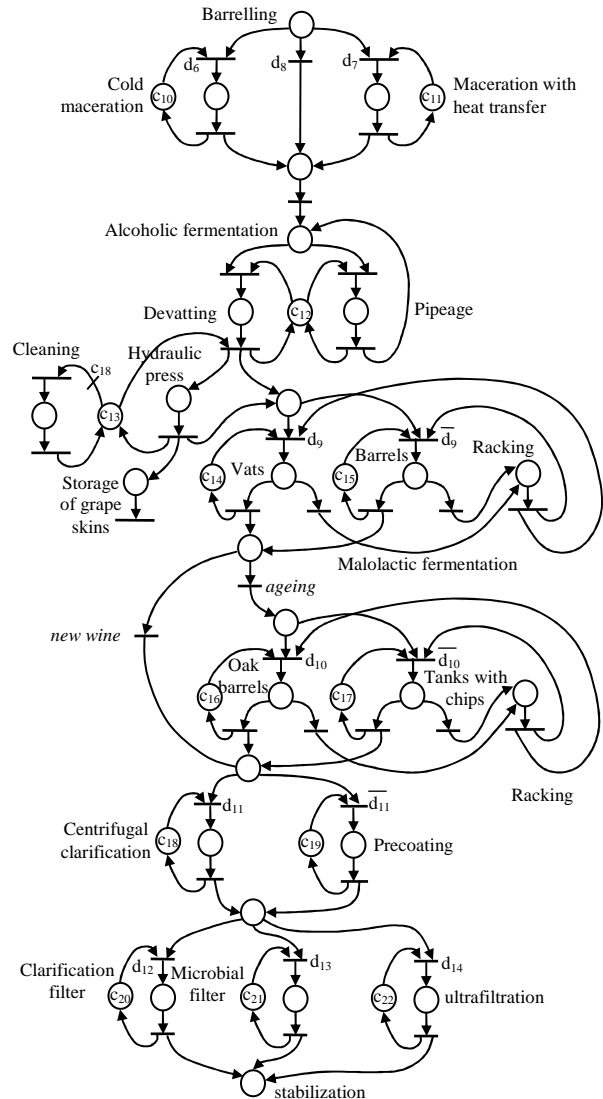 Barrelling
d6
d8
d7
Cold
maceration
c10
c11
Maceration with
heat transfer
Alcoholic fermentation
Devatting
c12
Pipeage
Cleaning
c18
Hydraulic
press
c13
d9
d̅9
Racking
Vats
Barrels
c14
c15
Storage
of grape
skins
Malolactic fermentation
ageing
new wine
d10
d̅10
Oak
barrels
Tanks with
chips
c16
c17
Racking
d11
d̅11
Centrifugal
clarification
c18
c19
Precoating
d12
d13
d14
Clarification
filter
Microbial
filter
c20
c21
c22
ultrafiltration
stabilization